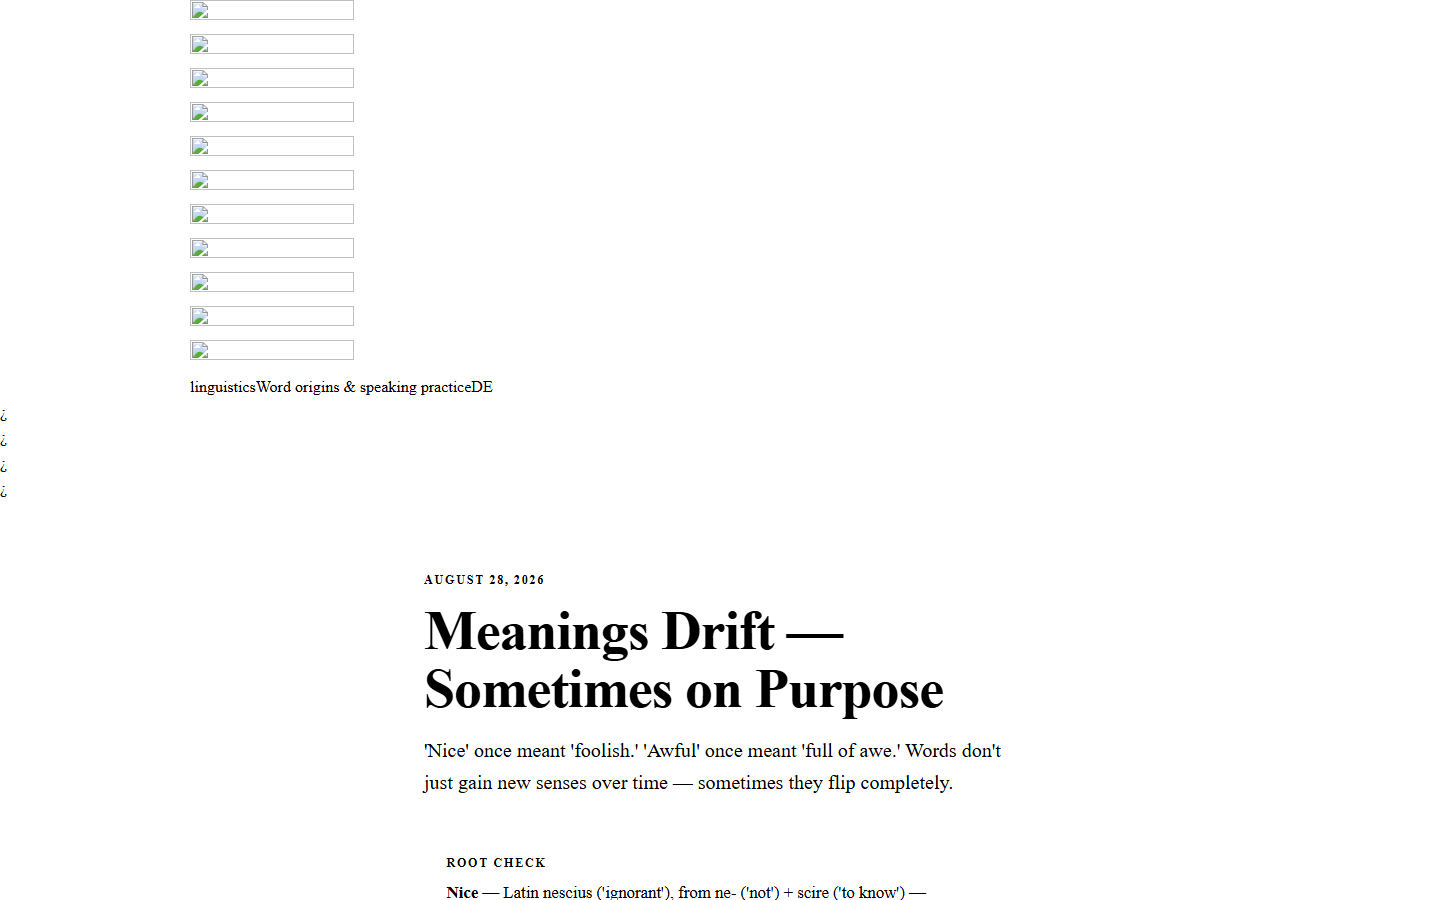 linguisticsWord origins & speaking practiceDE
¿
¿
¿
¿
AUGUST 28, 2026
Meanings Drift —
Sometimes on Purpose
'Nice' once meant 'foolish.' 'Awful' once meant 'full of awe.' Words don't
just gain new senses over time — sometimes they flip completely.
ROOT CHECK
Nice — Latin nescius ('ignorant'), from ne- ('not') + scire ('to know') —